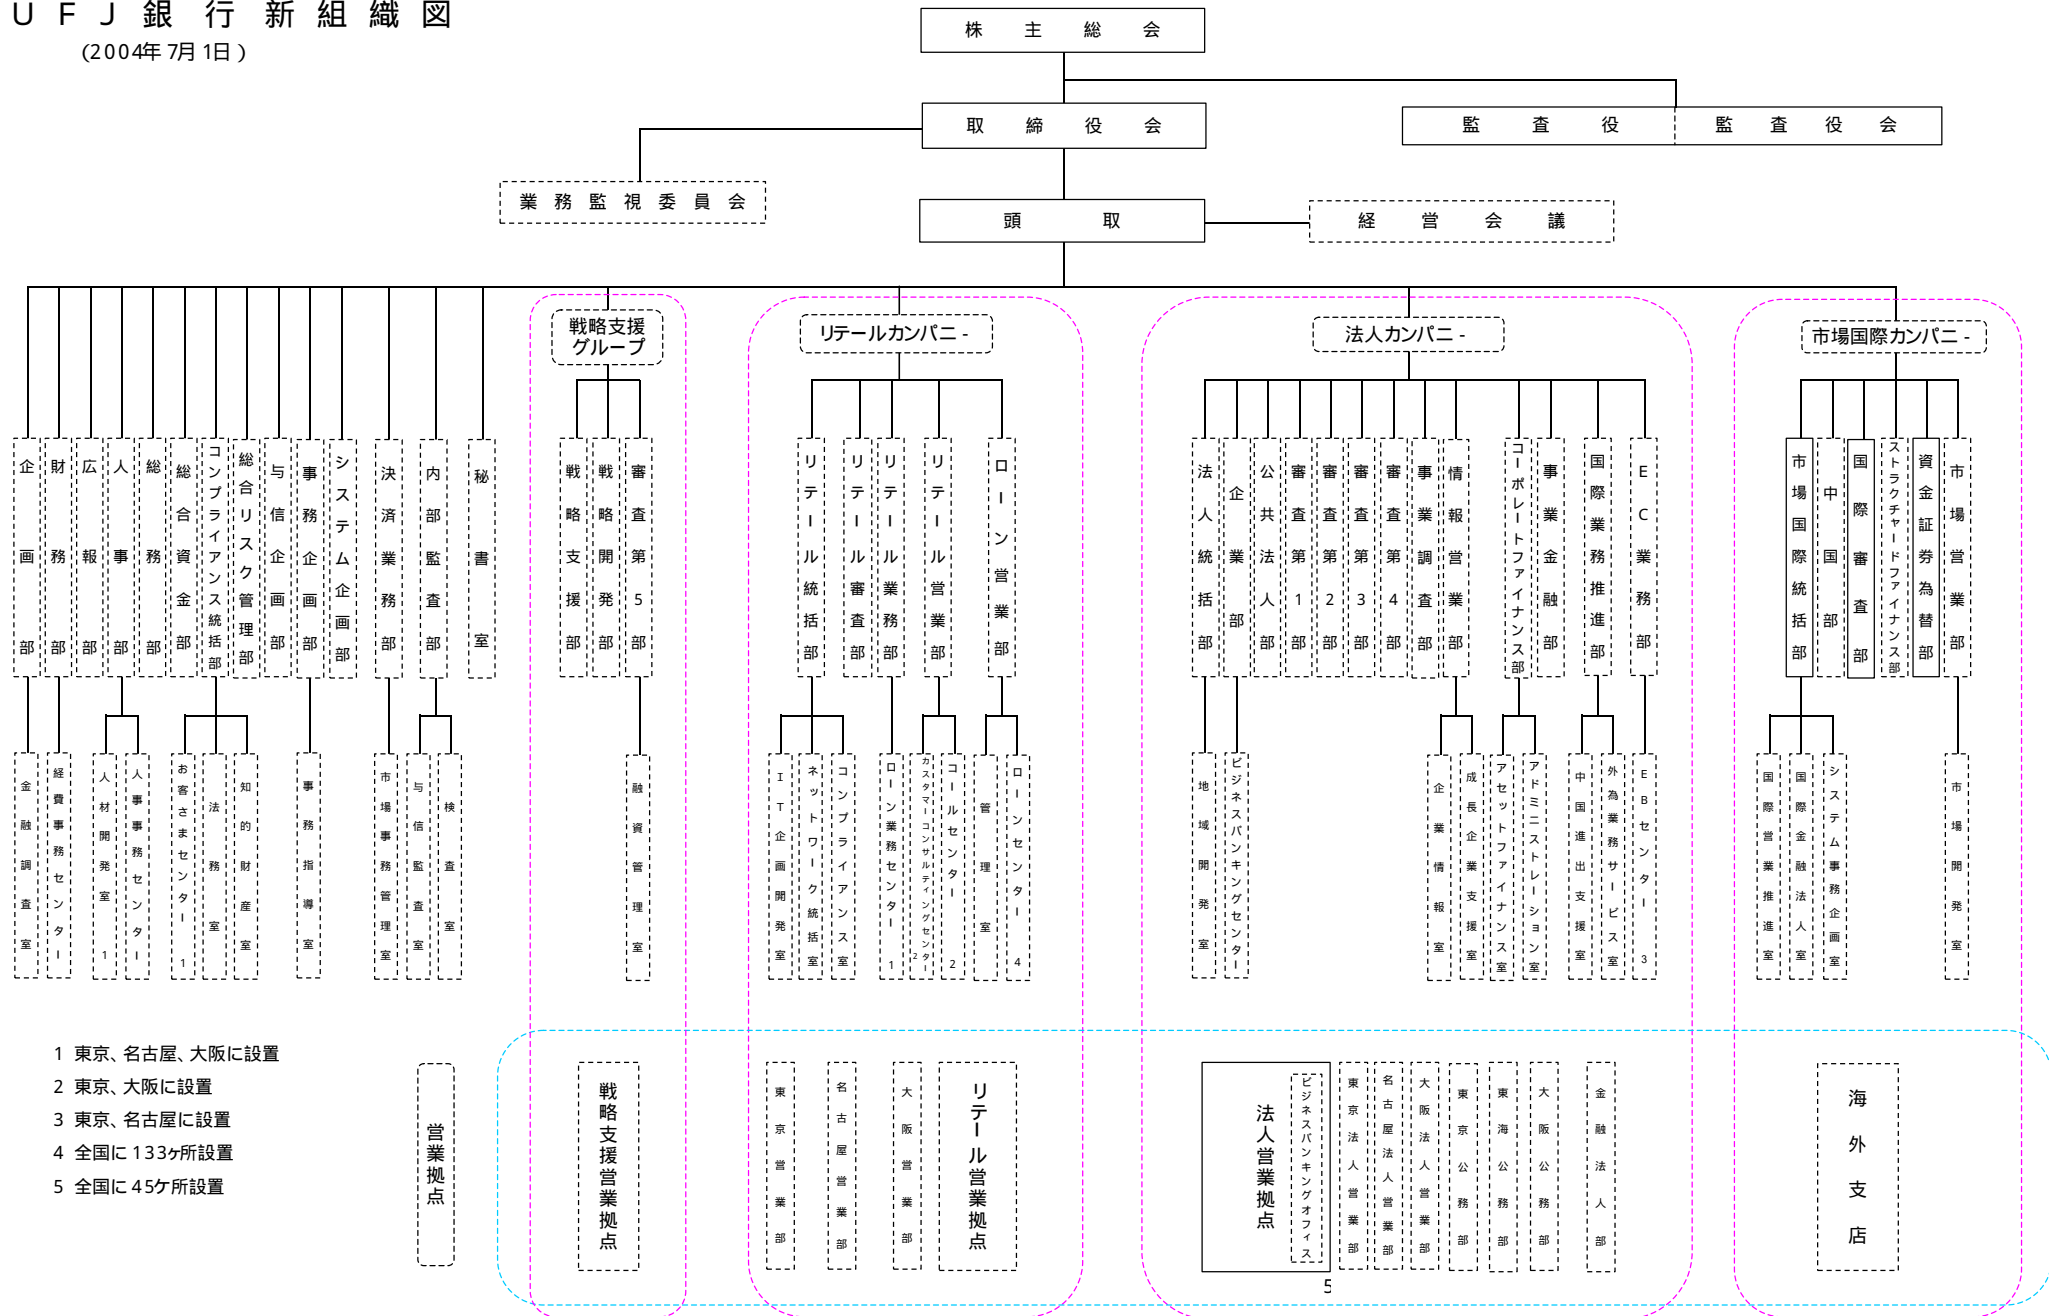 UFJ銀行新組織図
(2004年7月1日)
株主総会
取締役会
監査役
監査役会
業務監視委員会
頭取
経営会議
戦略支援
グループ
リテールカンパニ-
法人カンパニ-
市場国際カンパニ-
企画部
財務部
広報部
人事部
総務部
総合資金部
コンプライアンス統括部
総合リスク管理部
与信企画部
事務企画部
システム企画部
決済業務部
内部監査部
秘書室
戦略支援部
戦略開発部
審査第5部
リテール統括部
リテール審査部
リテール業務部
リテール営業部
ローン営業部
法人統括部
企業部
公共法人部
審査第1部
審査第2部
審査第3部
審査第4部
事業調査部
情報営業部
コーポレートファイナンス部
事業金融部
国際業務推進部
EC業務部
市場国際統括部
中国部
国際審査部
ストラクチャードファイナンス部
資金証券為替部
市場営業部
金融調査室
経費事務センター
人材開発室 1
人事事務センター
お客さまセンター 1
法務室
知的財産室
事務指導室
市場事務管理室
与信監査室
検査室
融資管理室
IT企画開発室
ネットワーク統括室
コンプライアンス室
ローン業務センター 1
カスタマーコンサルティングセンター 2
コールセンター 2
管理室
ローンセンター 4
地域開発室
ビジネスバンキングセンター
企業情報室
成長企業支援室
アセットファイナンス室
アドミニストレーション室
中国進出支援室
外為業務サービス室
EBセンター 3
国際営業推進室
国際金融法人室
システム事務企画室
市場開発室
1 東京、名古屋、大阪に設置
2 東京、大阪に設置
3 東京、名古屋に設置
4 全国に133ヶ所設置
5 全国に45ケ所設置
営業拠点
戦略支援営業拠点
東京営業部
名古屋営業部
大阪営業部
リテール営業拠点
法人営業拠点
ビジネスバンキングオフィス
5
東京法人営業部
名古屋法人営業部
大阪法人営業部
東京公務部
東海公務部
大阪公務部
金融法人部
海外支店